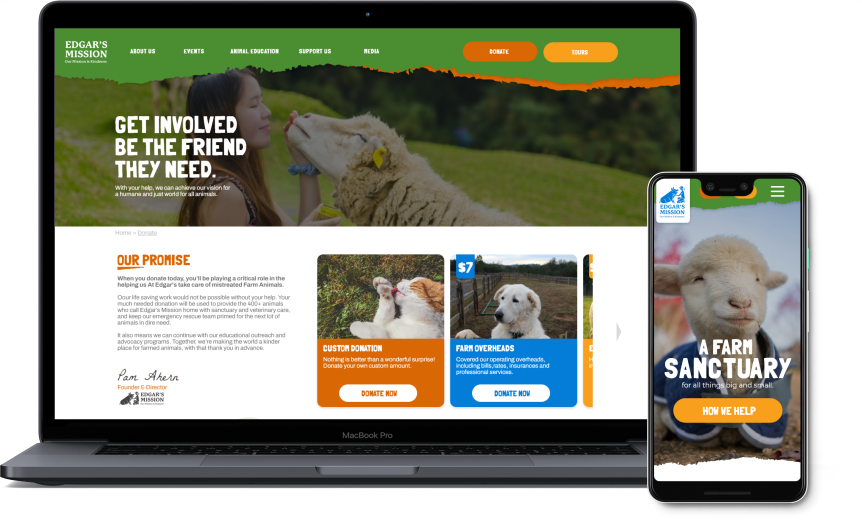 EDGAR'S
MISSION
Our Mission is Kindness
ABOUT US
EVENTS
ANIMAL EDUCATION
SUPPORT US
MEDIA
DONATE
TOURS
GET INVOLVED
BE THE FRIEND
THEY NEED.
With your help, we can achieve our vision for
a humane and just world for all animals.
Home > Donate
OUR PROMISE
When you donate today, you'll be playing a critical role in the
helping us At Edgar's take care of mistreated Farm Animals.
Our life saving work would not be possible without your help. Your
much needed donation will be used to provide the 400+ animals
who call Edgar's Mission home with sanctuary and veterinary care,
and keep our emergency rescue team primed for the next lot of
animals in dire need.
It also means we can continue with our educational outreach and
advocacy programs. Together, we're making the world a kinder
place for farmed animals, with that thank you in advance.
Pam Ahern
Founder & Director
EDGAR'S
MISSION
CUSTOM DONATION
Nothing is better than a wonderful surprise!
Donate your own custom amount.
DONATE NOW
$7
FARM OVERHEADS
Covered our operating overheads,
including bills,rates, insurances and
professional services.
DONATE NOW
MacBook Pro
EDGAR'S
MISSION
A FARM
SANCTUARY
for all things big and small.
HOW WE HELP